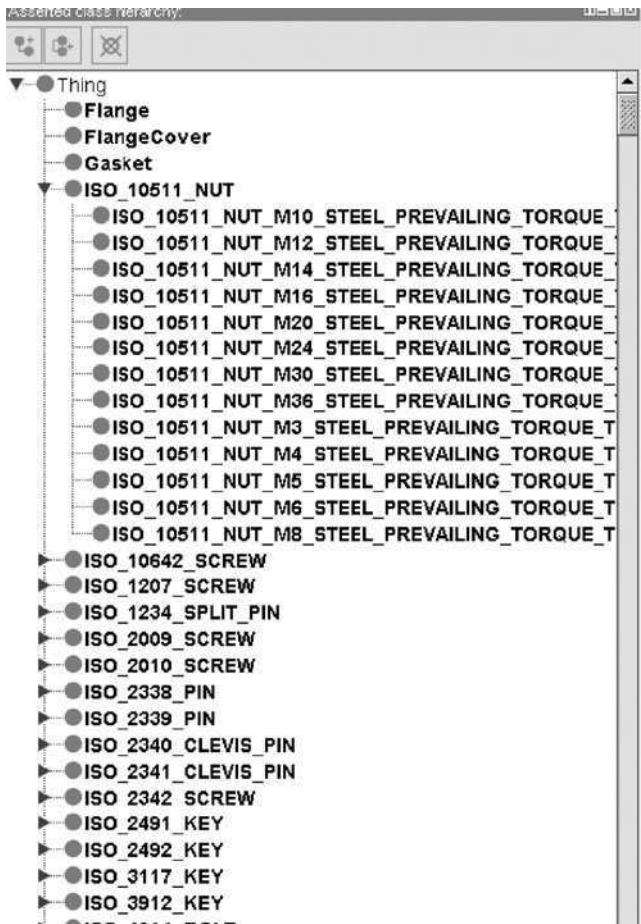 Asserted class hierarchy:
Thing
Flange
FlangeCover
Gasket
ISO_10511_NUT
ISO_10511_NUT_M10_STEEL_PREVAILING_TORQUE_
ISO_10511_NUT_M12_STEEL_PREVAILING_TORQUE_
ISO_10511_NUT_M14_STEEL_PREVAILING_TORQUE_
ISO_10511_NUT_M16_STEEL_PREVAILING_TORQUE_
ISO_10511_NUT_M20_STEEL_PREVAILING_TORQUE_
ISO_10511_NUT_M24_STEEL_PREVAILING_TORQUE_
ISO_10511_NUT_M30_STEEL_PREVAILING_TORQUE_
ISO_10511_NUT_M36_STEEL_PREVAILING_TORQUE_
ISO_10511_NUT_M3_STEEL_PREVAILING_TORQUE_T
ISO_10511_NUT_M4_STEEL_PREVAILING_TORQUE_T
ISO_10511_NUT_M5_STEEL_PREVAILING_TORQUE_T
ISO_10511_NUT_M6_STEEL_PREVAILING_TORQUE_T
ISO_10511_NUT_M8_STEEL_PREVAILING_TORQUE_T
ISO_10642_SCREW
ISO_1207_SCREW
ISO_1234_SPLIT_PIN
ISO_2009_SCREW
ISO_2010_SCREW
ISO_2338_PIN
ISO_2339_PIN
ISO_2340_CLEVIS_PIN
ISO_2341_CLEVIS_PIN
ISO_2342_SCREW
ISO_2491_KEY
ISO_2492_KEY
ISO_3117_KEY
ISO_3912_KEY